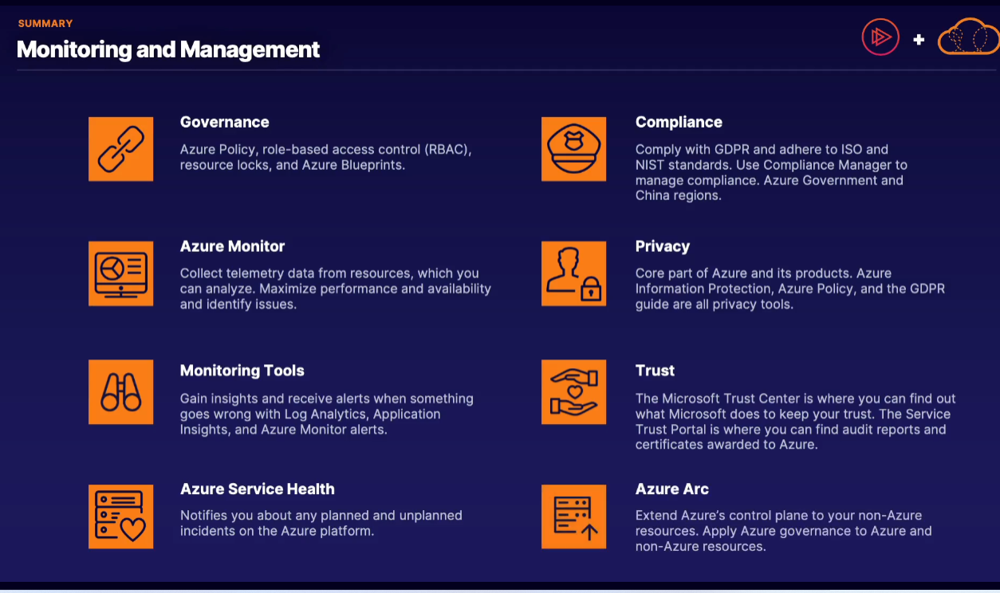 SUMMARY
Monitoring and Management
+
Governance
Azure Policy, role-based access control (RBAC),
resource locks, and Azure Blueprints.
Azure Monitor
Collect telemetry data from resources, which you
can analyze. Maximize performance and availability
and identify issues.
Monitoring Tools
Gain insights and receive alerts when something
goes wrong with Log Analytics, Application
Insights, and Azure Monitor alerts.
Azure Service Health
Notifies you about any planned and unplanned
incidents on the Azure platform.
Compliance
Comply with GDPR and adhere to ISO and
NIST standards. Use Compliance Manager to
manage compliance. Azure Government and
China regions.
Privacy
Core part of Azure and its products. Azure
Information Protection, Azure Policy, and the GDPR
guide are all privacy tools.
Trust
The Microsoft Trust Center is where you can find out
what Microsoft does to keep your trust. The Service
Trust Portal is where you can find audit reports and
certificates awarded to Azure.
Azure Arc
Extend Azure’s control plane to your non-Azure
resources. Apply Azure governance to Azure and
non-Azure resources.